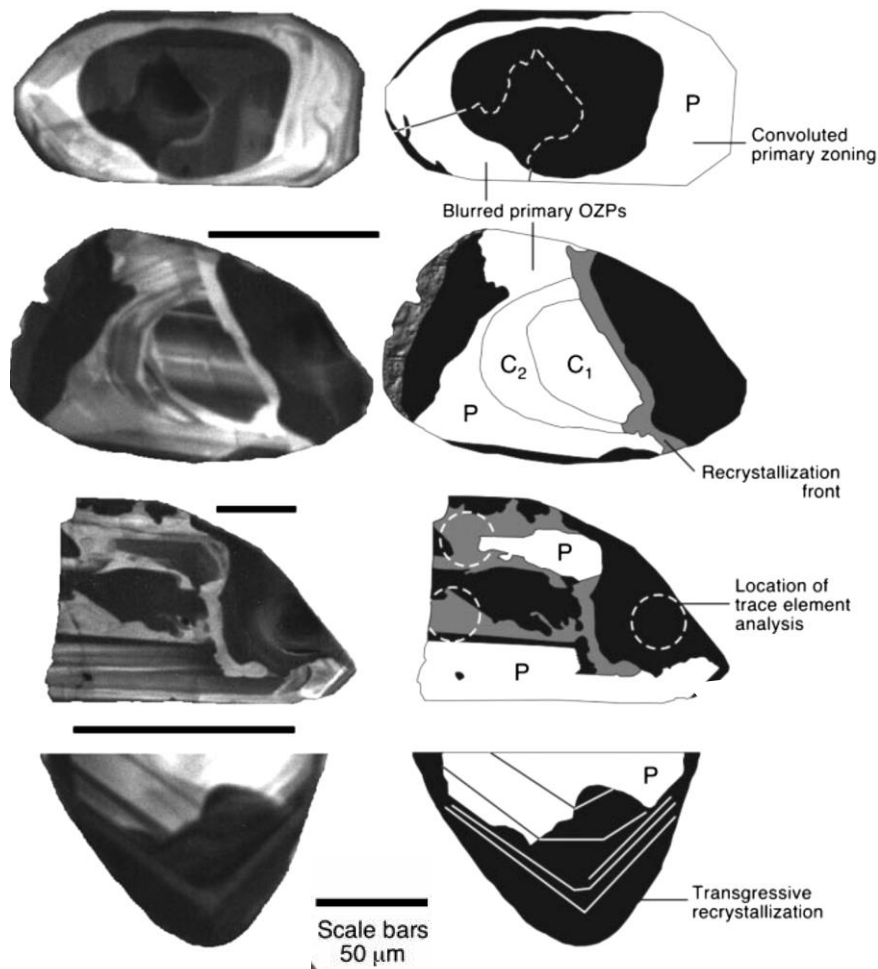 P
Convoluted
primary zoning
Blurred primary OZPs
C₂
C₁
P
Recrystallization
front
P
Location of
trace element
analysis
P
P
Transgressive
recrystallization
Scale bars
50 μm